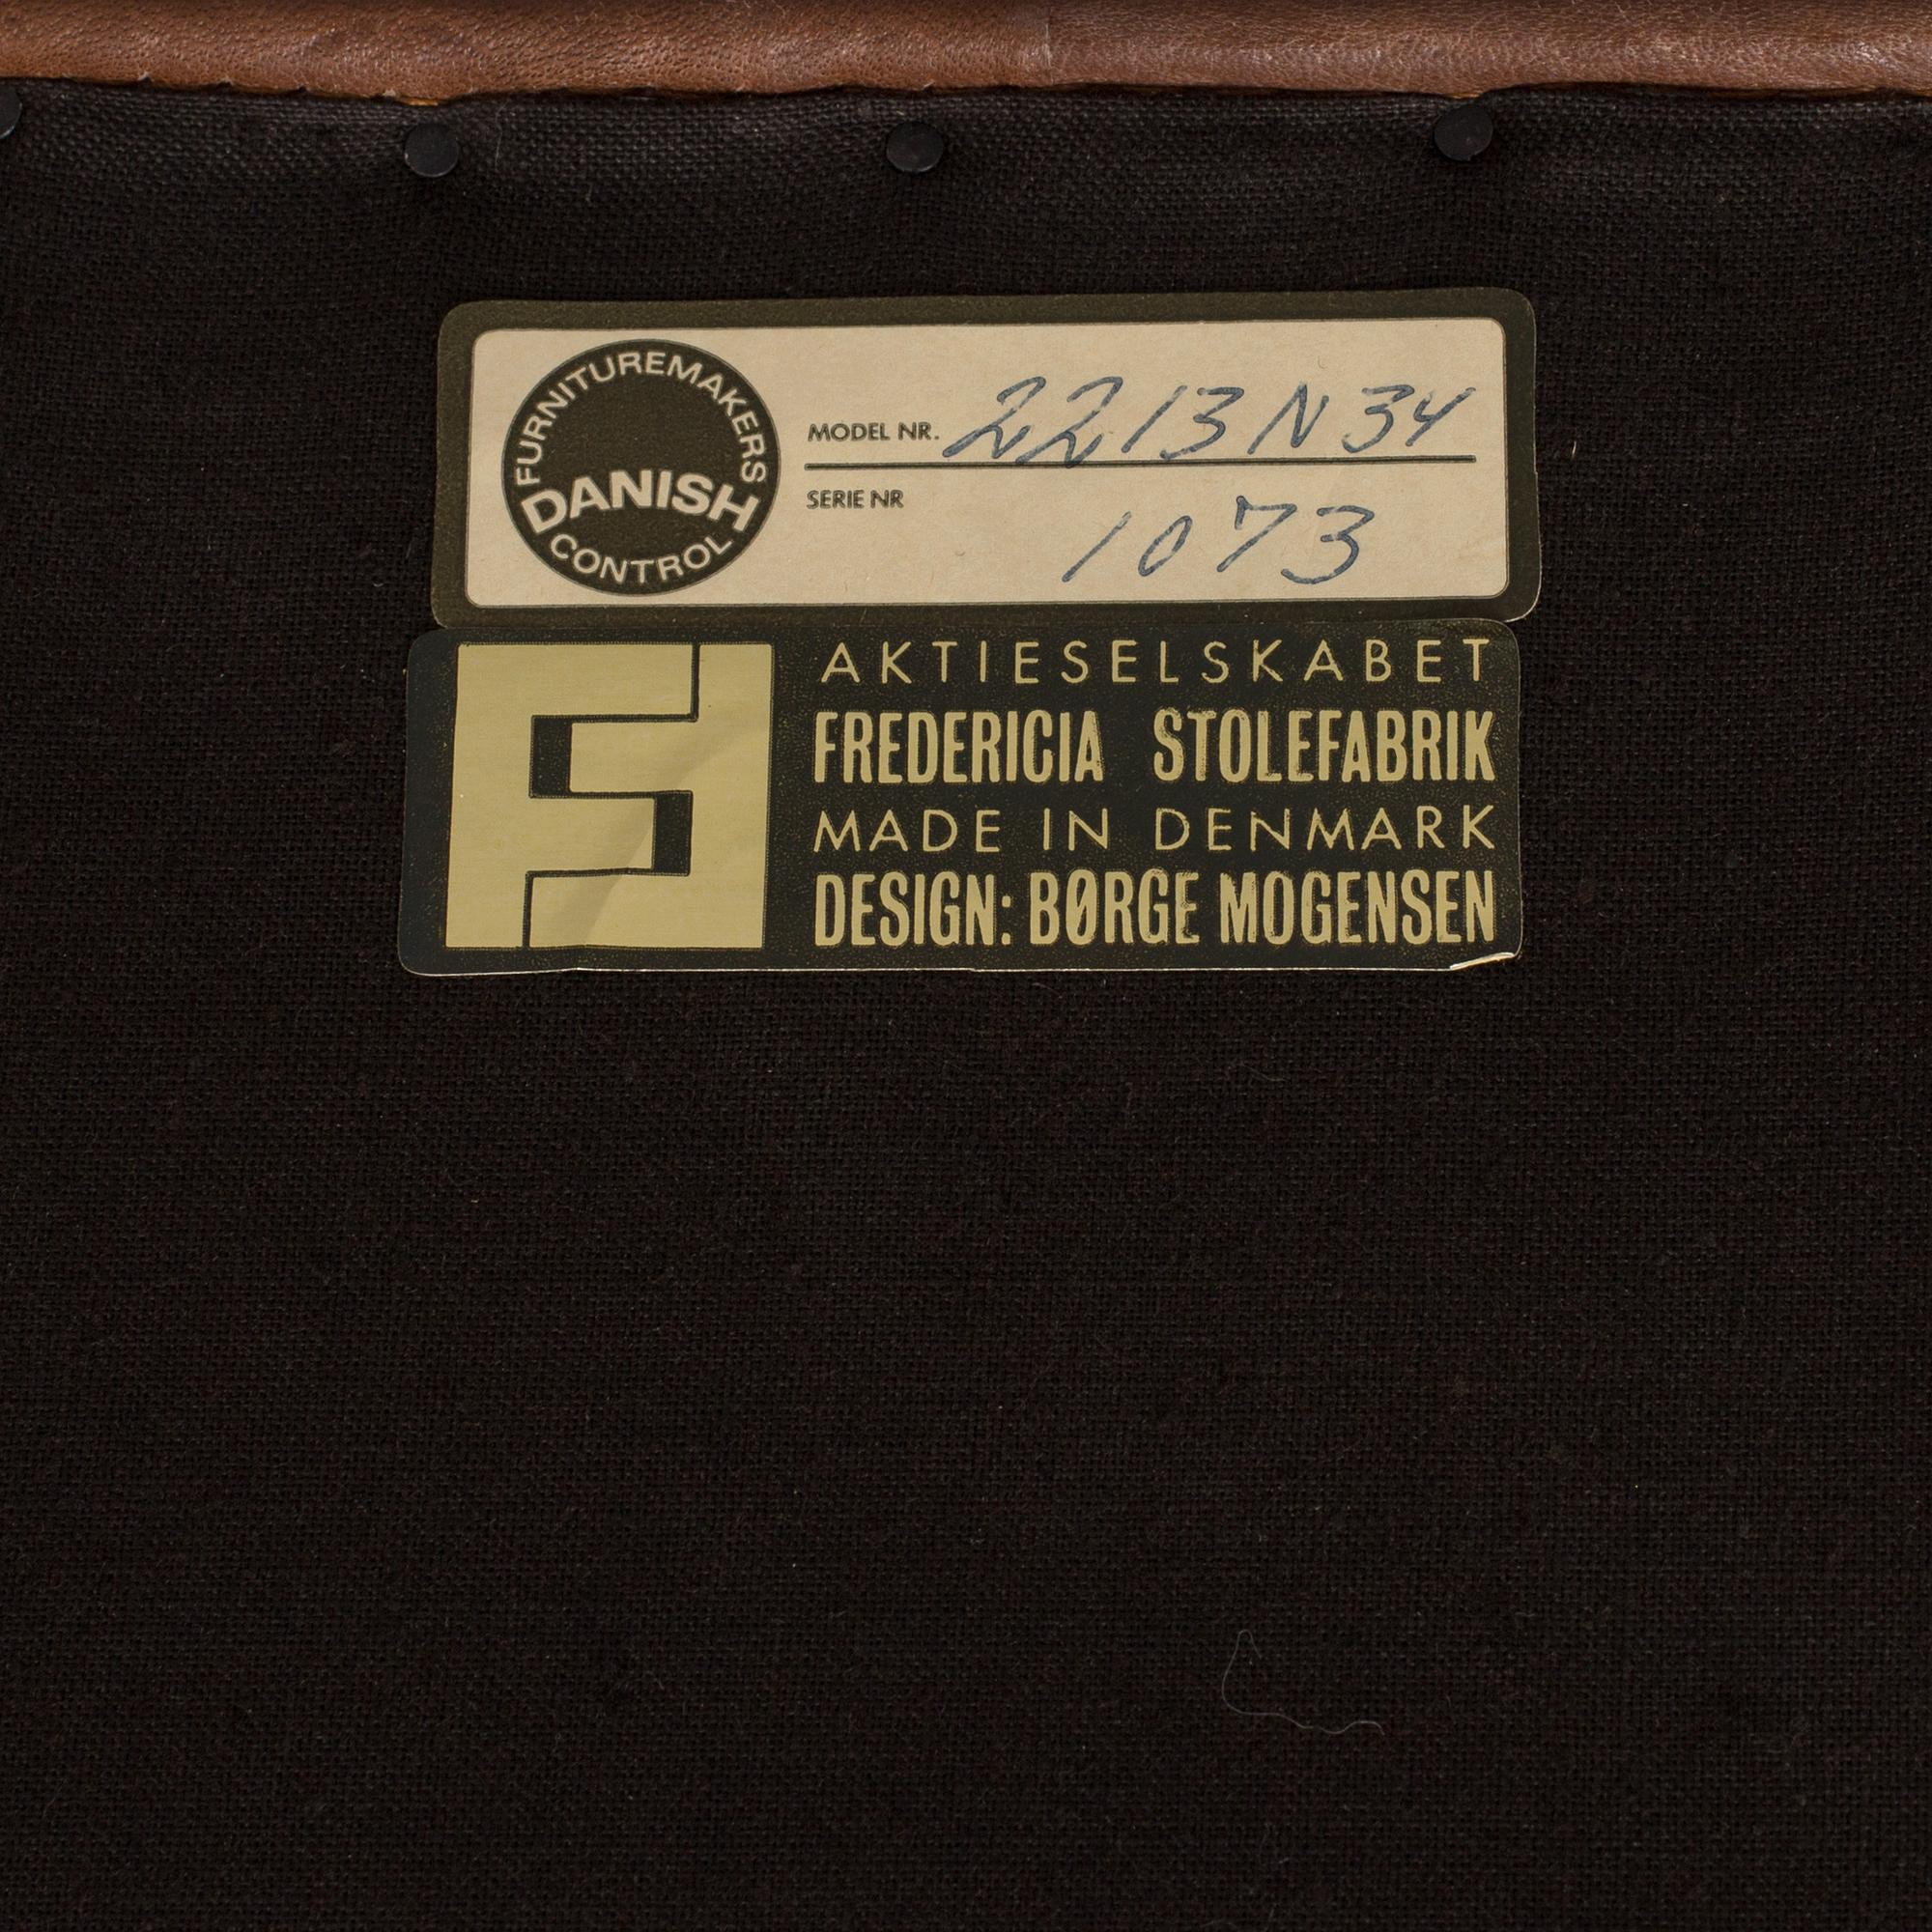 FURNITUREMAKERS
DANISH
CONTROL
MODEL NR. 2213 N 34
SERIE NR 1073
AKTIESELSKABET
FREDERICIA STOLEFABRIK
MADE IN DENMARK
DESIGN: BØRGE MOGENSEN